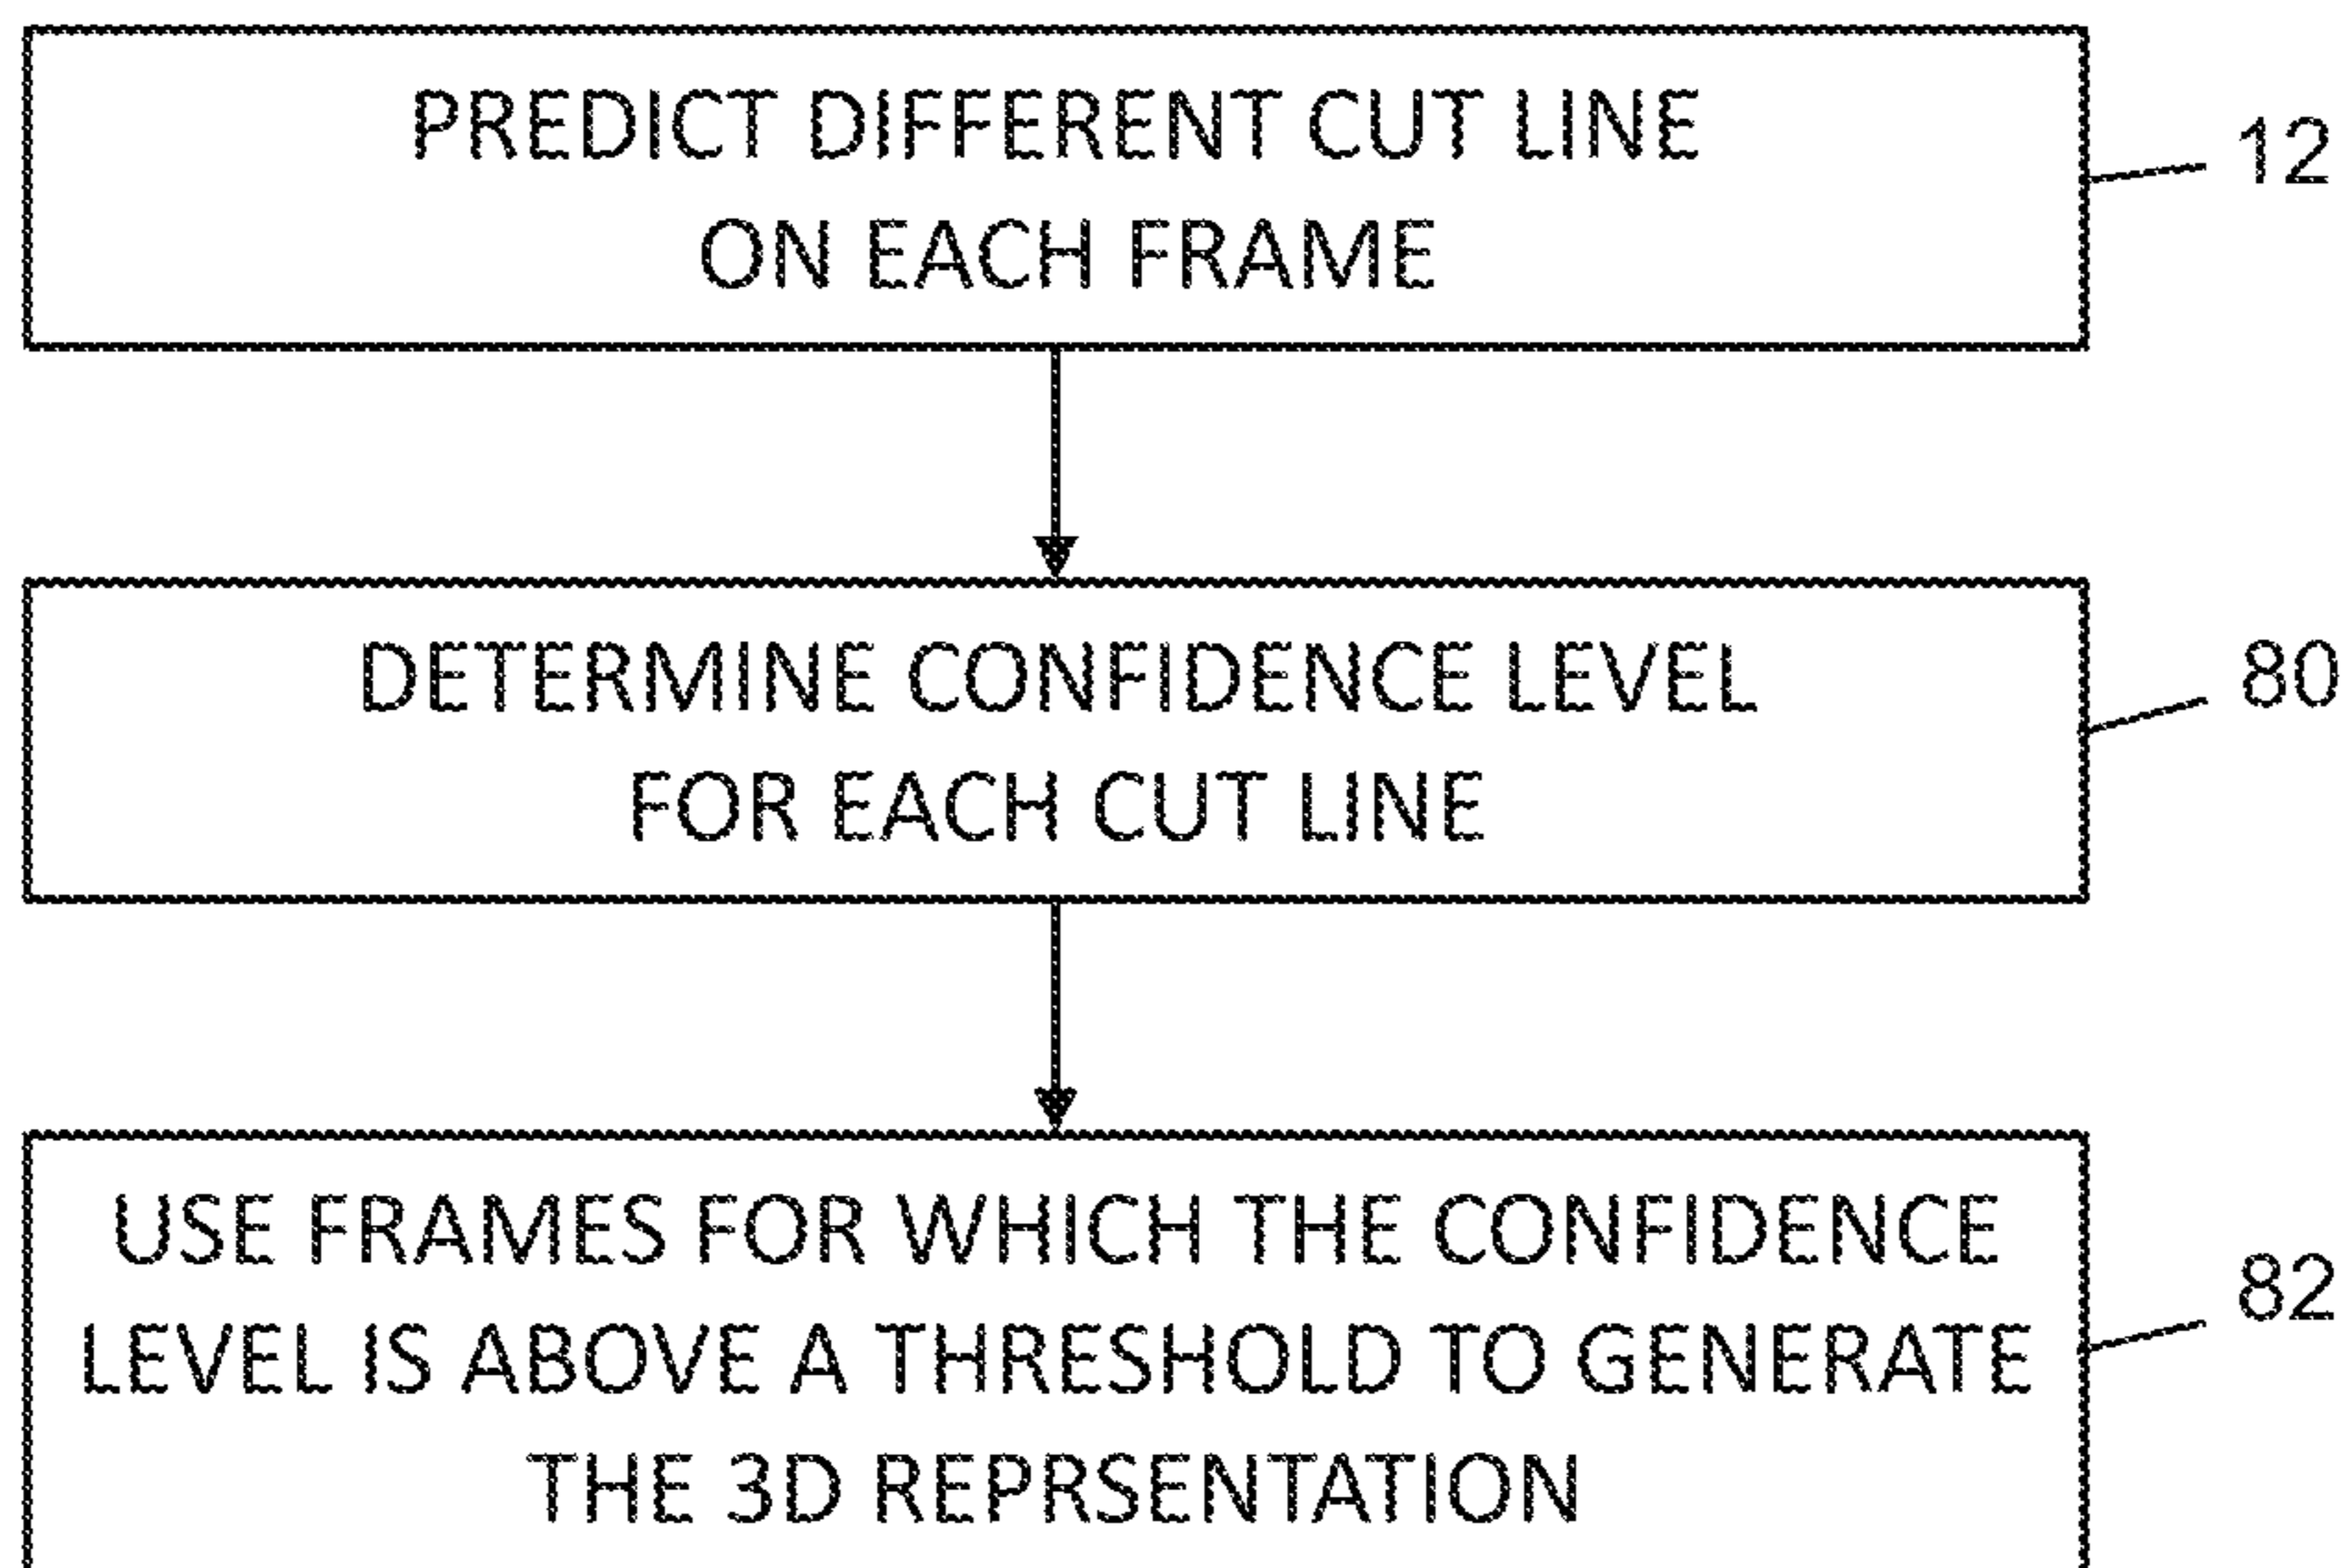 PREDICT DIFFERENT CUT LINE
ON EACH FRAME
12
DETERMINE CONFIDENCE LEVEL
FOR EACH CUT LINE
80
USE FRAMES FOR WHICH THE CONFIDENCE
LEVEL IS ABOVE A THRESHOLD TO GENERATE
THE 3D REPRSENTATION
82